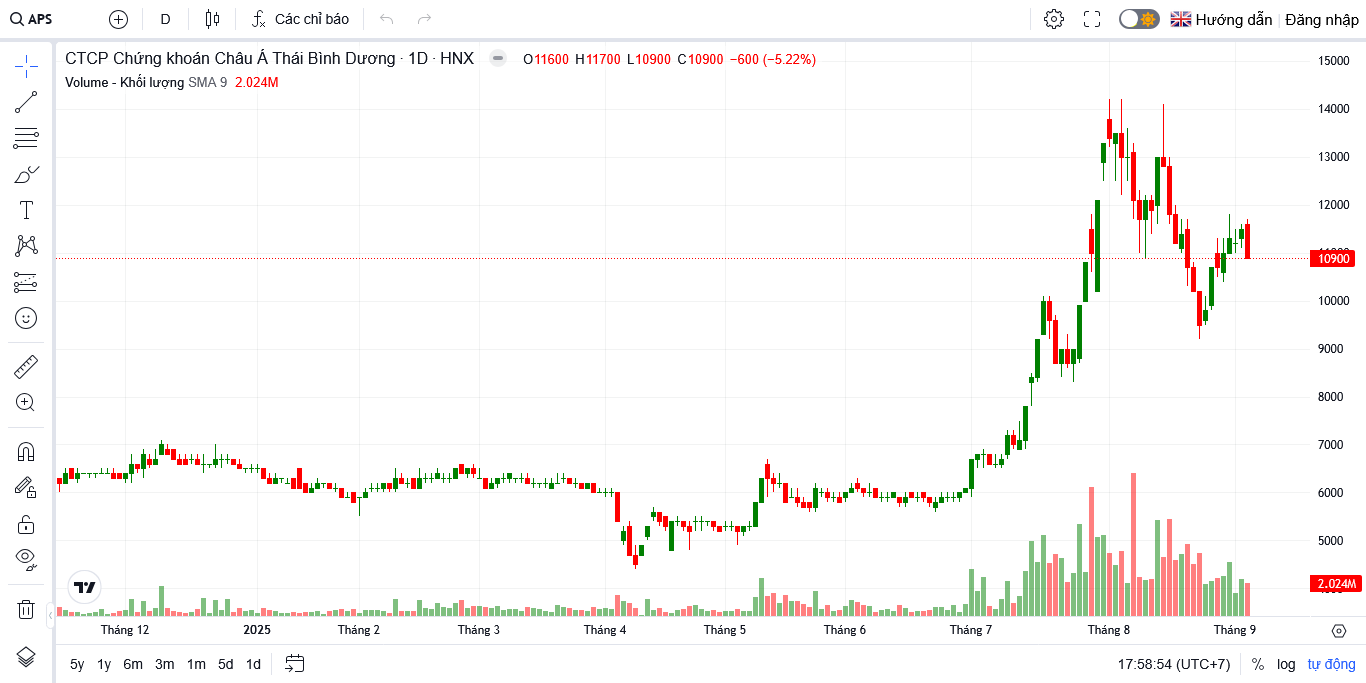 APS D Các chỉ báo Hướng dẫn Đăng nhập
CTCP Chứng khoán Châu Á Thái Bình Dương · 1D · HNX O11600 H11700 L10900 C10900 −600 (−5.22%)
Volume - Khối lượng SMA 9 2.024M
15000
14000
13000
12000
10900
10000
9000
8000
7000
6000
5000
2.024M
Tháng 12 2025 Tháng 2 Tháng 3 Tháng 4 Tháng 5 Tháng 6 Tháng 7 Tháng 8 Tháng 9
5y 1y 6m 3m 1m 5d 1d 17:58:54 (UTC+7) % log tự động